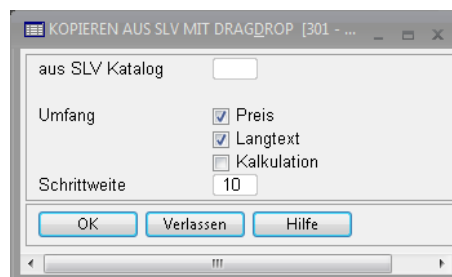 KOPIEREN AUS SLV MIT DRAGDROP [301 - ...
aus SLV Katalog
Umfang
Preis
Langtext
Kalkulation
Schrittweite 10
OK Verlassen Hilfe